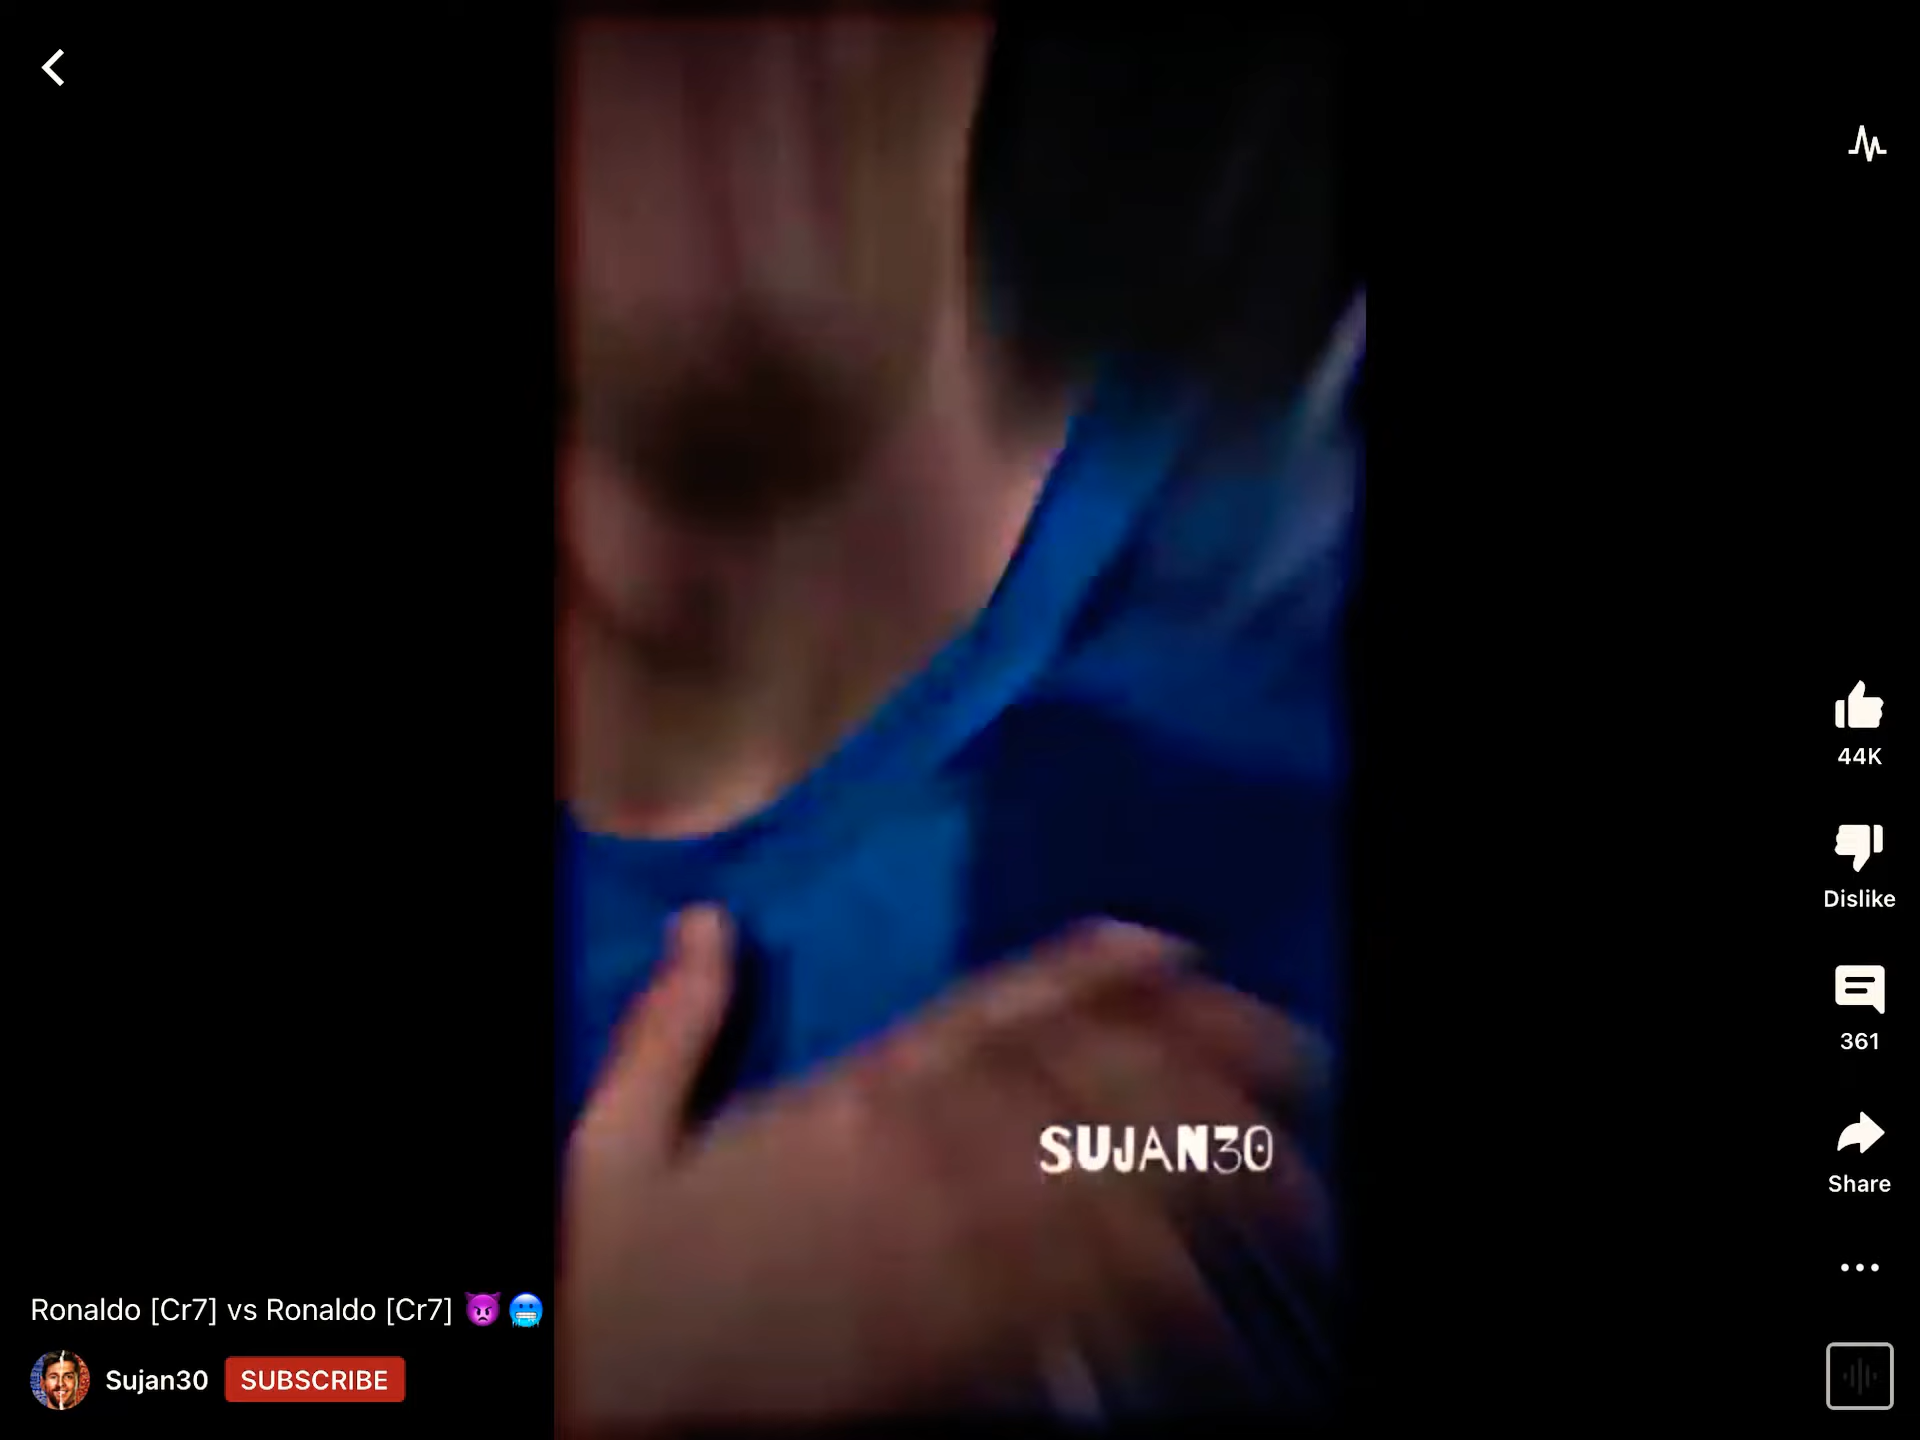 44K
Dislike
361
SUJAN30
Share
Ronaldo [Cr7] vs Ronaldo [Cr7] 👿🥶
Sujan30 SUBSCRIBE